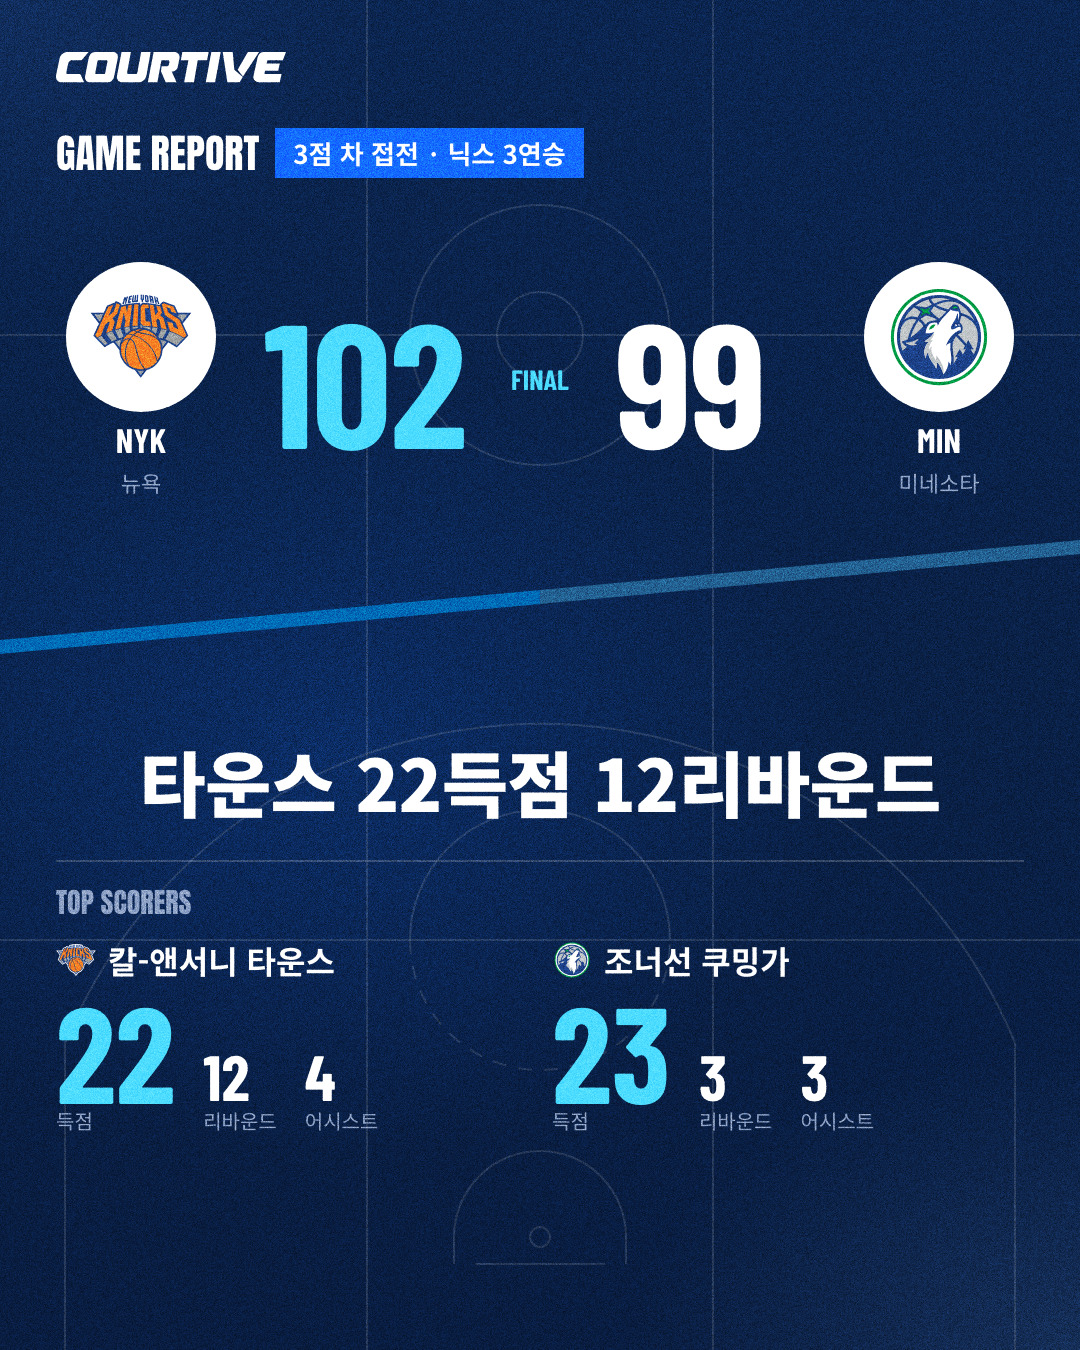 COURTIVE
GAME REPORT 3점 차 접전 · 닉스 3연승
NEW YORK
KNICKS
102 FINAL 99
NYK MIN
뉴욕 미네소타
타운스 22득점 12리바운드
TOP SCORERS
KNICKS 칼-앤서니 타운스 조너선 쿠밍가
22 12 4 23 3 3
득점 리바운드 어시스트 득점 리바운드 어시스트